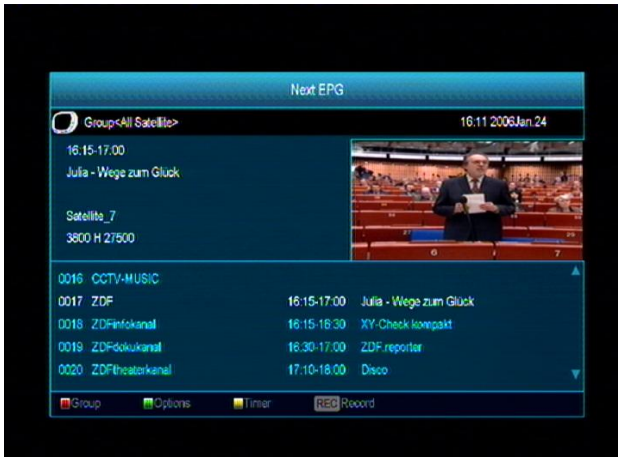 Next EPG
Group<All Satellite> 16:11 2006Jan.24
16:15-17:00
Julia - Wege zum Glück
Satellite_7
3800 H 27500
6 7
0016 CCTV-MUSIC
0017 ZDF 16:15-17:00 Julia - Wege zum Glück
0018 ZDFinfokanal 16:15-16:30 XY-Check kompakt
0019 ZDFdokukanal 16:30-17:00 ZDF.reporter
0020 ZDFtheaterkanal 17:10-18:00 Disco
Group Options Timer REC Record